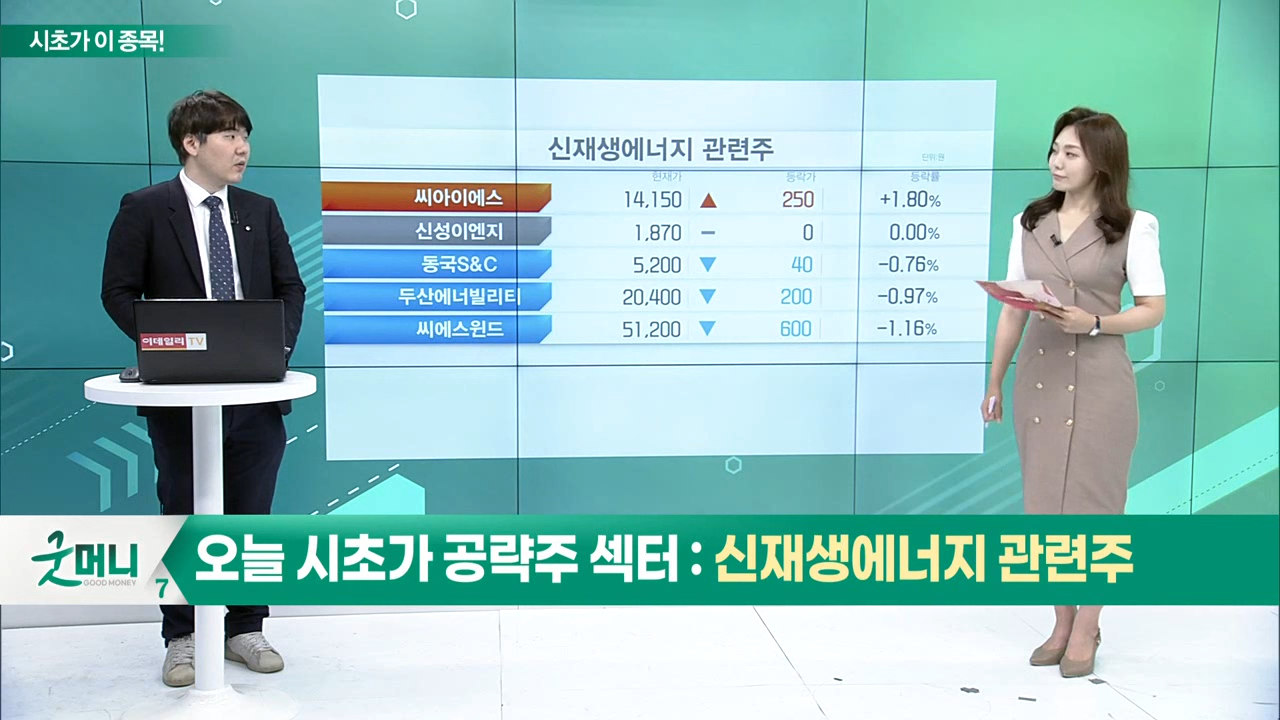 시초가 이 종목!
신재생에너지 관련주
단위:원
현재가 등락가 등락률
씨아이에스 14,150 ▲ 250 +1.80%
신성이엔지 1,870 − 0 0.00%
동국S&C 5,200 ▼ 40 −0.76%
두산에너빌리티 20,400 ▼ 200 −0.97%
씨에스윈드 51,200 ▼ 600 −1.16%
이데일리TV
굿머니
GOOD MONEY
7
오늘 시초가 공략주 섹터 : 신재생에너지 관련주